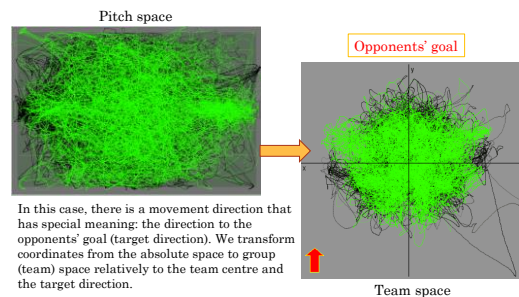 Pitch space
Opponents' goal
y
x
In this case, there is a movement direction that
has special meaning: the direction to the
opponents' goal (target direction). We transform
coordinates from the absolute space to group
(team) space relatively to the team centre and
the target direction.
Team space